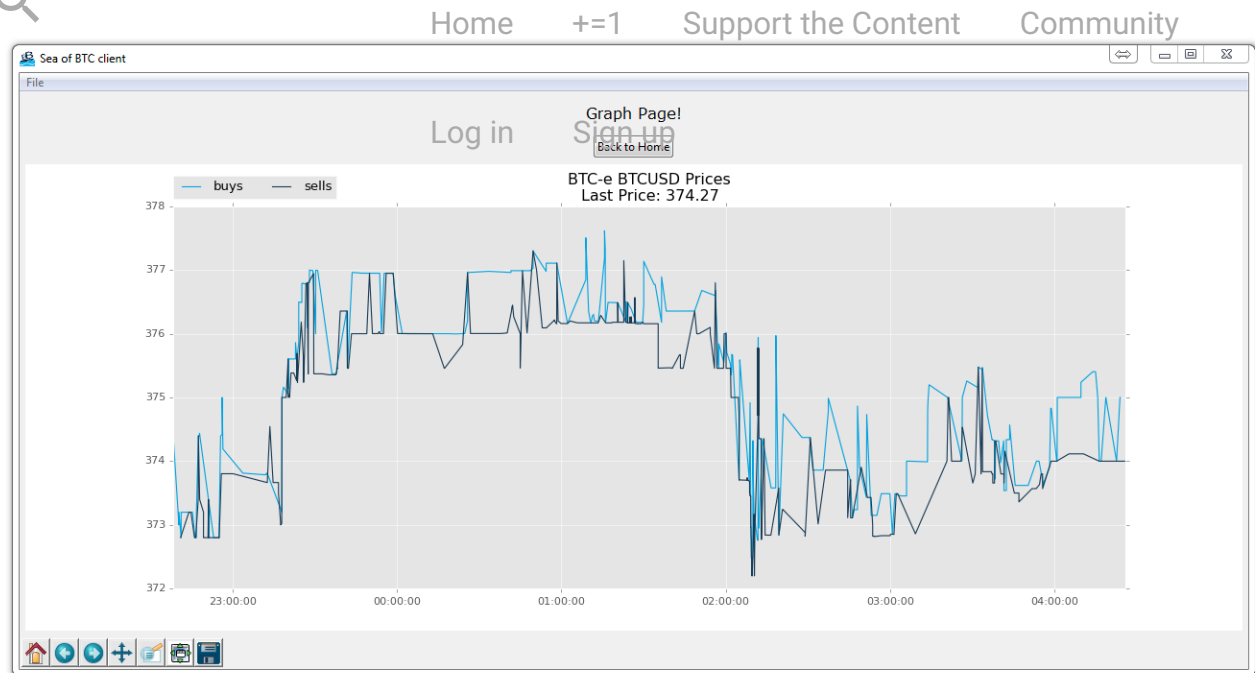 Home +=1 Support the Content Community
Sea of BTC client
File
Graph Page!
Log in Sign up
Back to Home
buys sells
BTC-e BTCUSD Prices
Last Price: 374.27
378
377
376
375
374
373
372
23:00:00 00:00:00 01:00:00 02:00:00 03:00:00 04:00:00